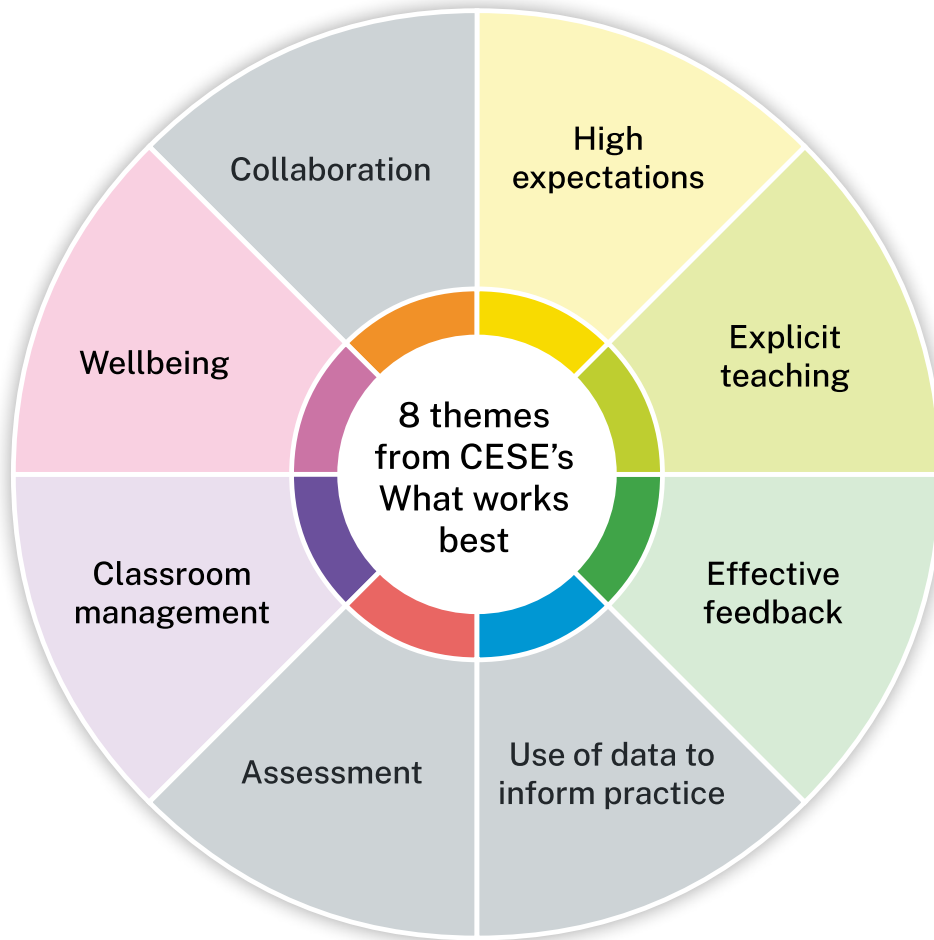 8 themes
from CESE’s
What works
best
High
expectations
Explicit
teaching
Effective
feedback
Use of data to
inform practice
Assessment
Classroom
management
Wellbeing
Collaboration